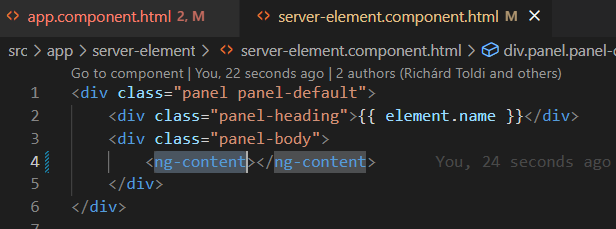 app.component.html 2, M
server-element.component.html M
src > app > server-element > server-element.component.html > div.panel.panel-d
Go to component | You, 22 seconds ago | 2 authors (Richárd Toldi and others)
1 <div class="panel panel-default">
2 <div class="panel-heading">{{ element.name }}</div>
3 <div class="panel-body">
4 <ng-content></ng-content> You, 24 seconds ago
5 </div>
6 </div>